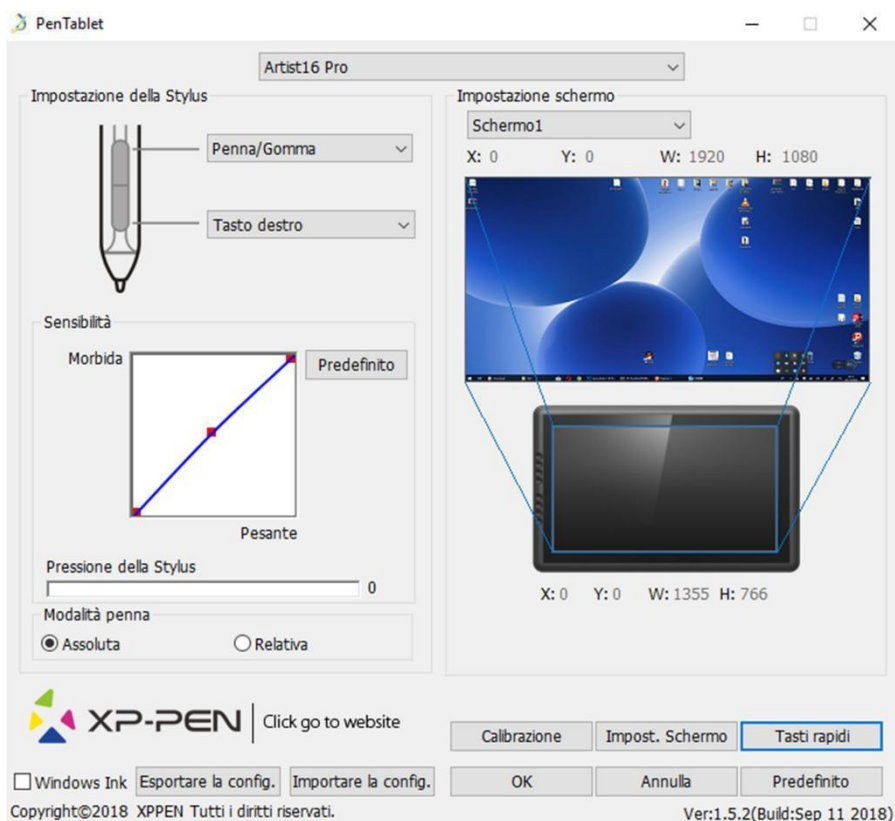 PenTablet
Artist16 Pro
Impostazione della Stylus
Penna/Gomma
Tasto destro
Sensibilità
Morbida
Predefinito
Pesante
Pressione della Stylus
0
Modalità penna
Assoluta
Relativa
Impostazione schermo
Schermo1
X: 0 Y: 0 W: 1920 H: 1080
X: 0 Y: 0 W: 1355 H: 766
XP-PEN Click go to website
Calibrazione Impost. Schermo Tasti rapidi
Windows Ink Esportare la config. Importare la config. OK Annulla Predefinito
Copyright©2018 XPPEN Tutti i diritti riservati. Ver:1.5.2(Build:Sep 11 2018)